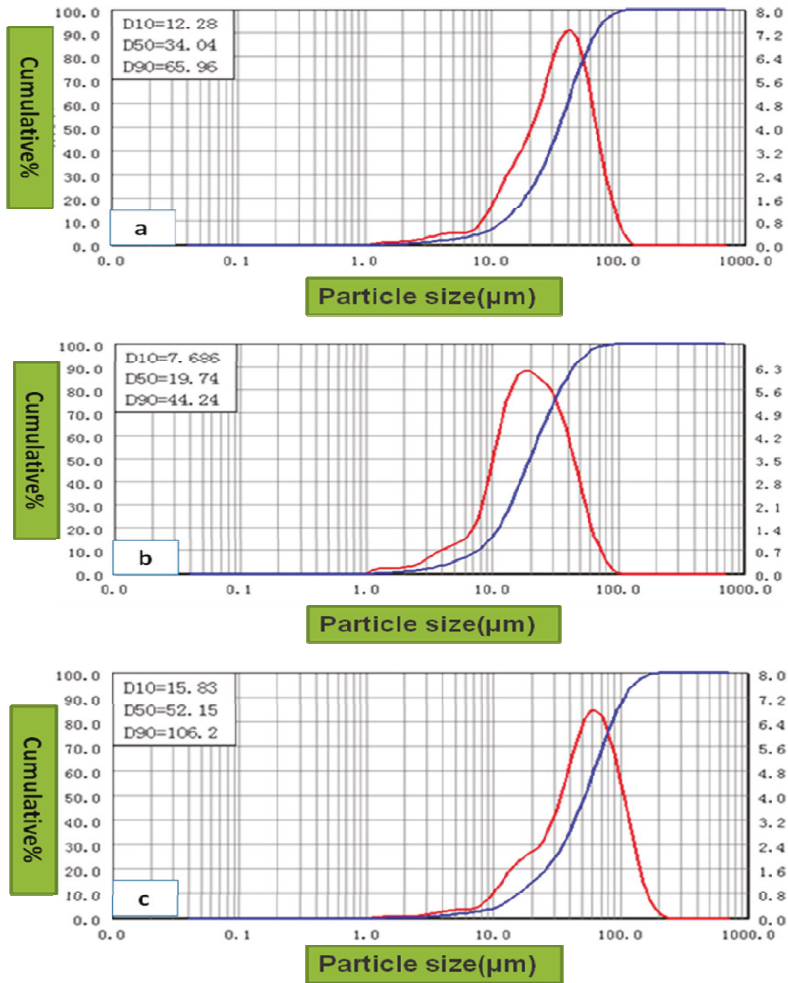 100.0 D10=12.28 8.0
90.0 D50=34.04 7.2
80.0 D90=65.96 6.4
70.0 5.6
60.0 4.8
50.0 4.0
40.0 3.2
30.0 2.4
20.0 1.6
10.0 a 0.8
0.0 0.0
Cumulative%
0.0 0.1 1.0 10.0 100.0 1000.0
Particle size(µm)
100.0
90.0 D10=7.686 6.3
80.0 D50=19.74 5.6
70.0 D90=44.24 4.9
60.0 4.2
50.0 3.5
40.0 2.8
30.0 2.1
20.0 1.4
10.0 b 0.7
0.0 0.0
Cumulative%
0.0 0.1 1.0 10.0 100.0 1000.0
Particle size(µm)
100.0 D10=15.83 8.0
90.0 D50=52.15 7.2
80.0 D90=106.2 6.4
70.0 5.6
60.0 4.8
50.0 4.0
40.0 3.2
30.0 2.4
20.0 1.6
10.0 c 0.8
0.0 0.0
Cumulative%
0.0 0.1 1.0 10.0 100.0 1000.0
Particle size(µm)